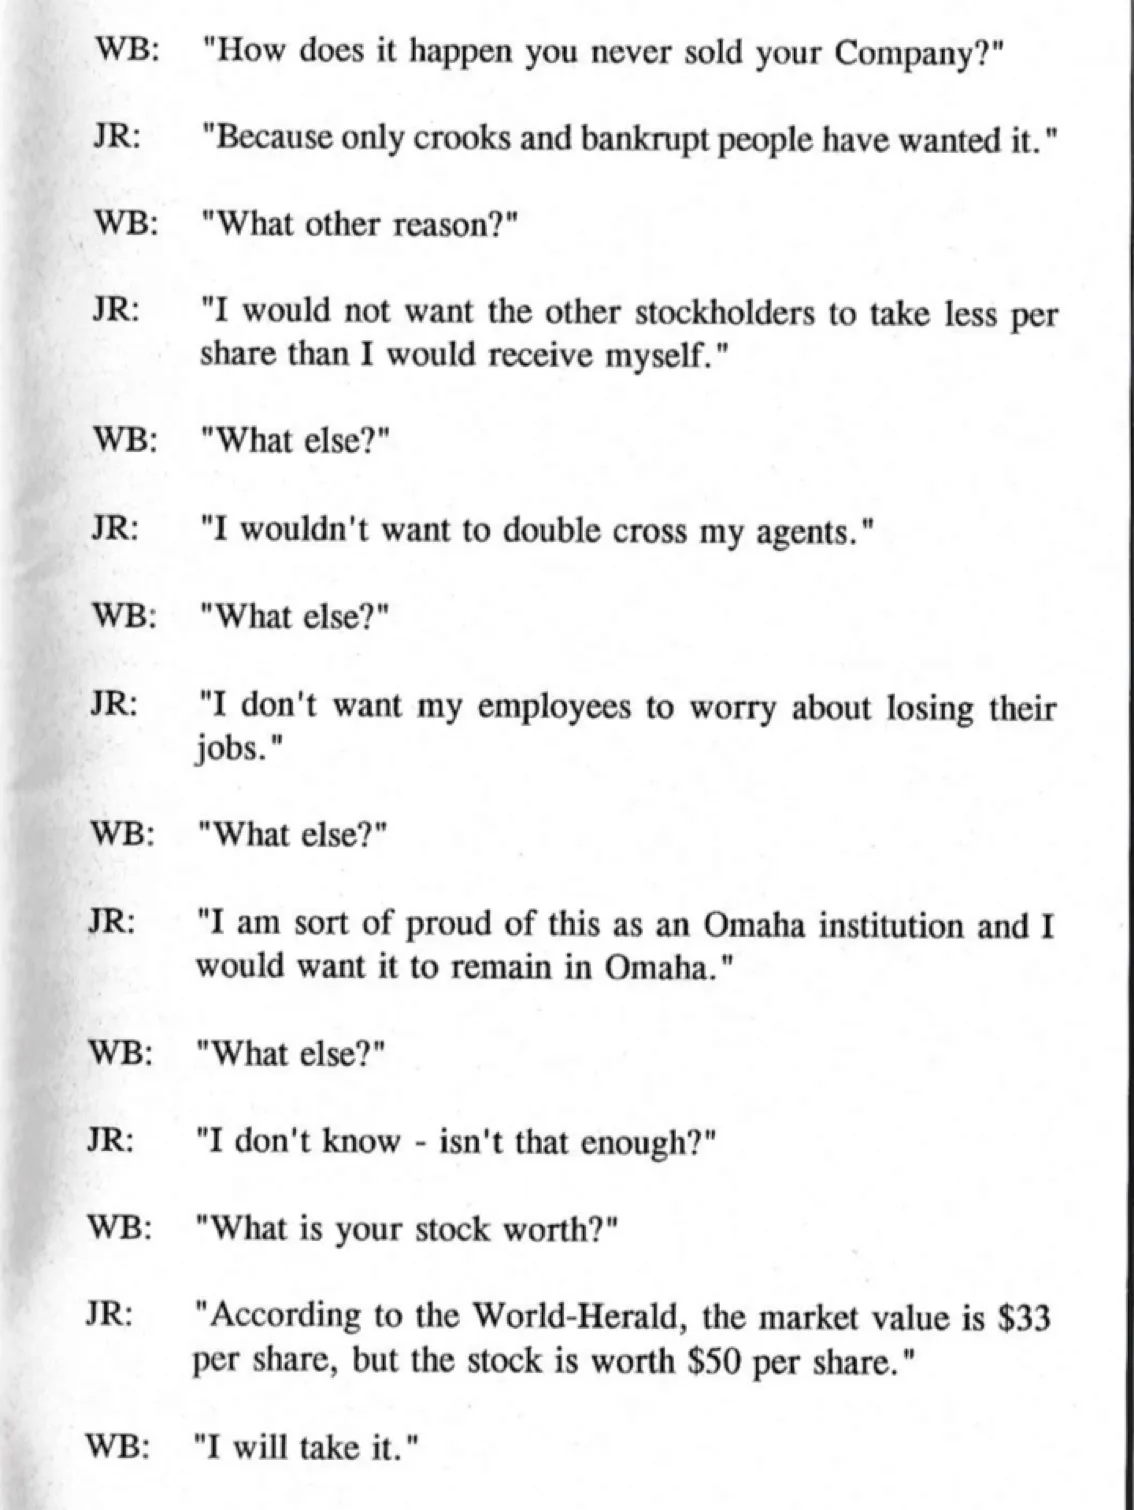 WB: "How does it happen you never sold your Company?"
JR: "Because only crooks and bankrupt people have wanted it."
WB: "What other reason?"
JR: "I would not want the other stockholders to take less per
share than I would receive myself."
WB: "What else?"
JR: "I wouldn't want to double cross my agents."
WB: "What else?"
JR: "I don't want my employees to worry about losing their
jobs."
WB: "What else?"
JR: "I am sort of proud of this as an Omaha institution and I
would want it to remain in Omaha."
WB: "What else?"
JR: "I don't know - isn't that enough?"
WB: "What is your stock worth?"
JR: "According to the World-Herald, the market value is $33
per share, but the stock is worth $50 per share."
WB: "I will take it."